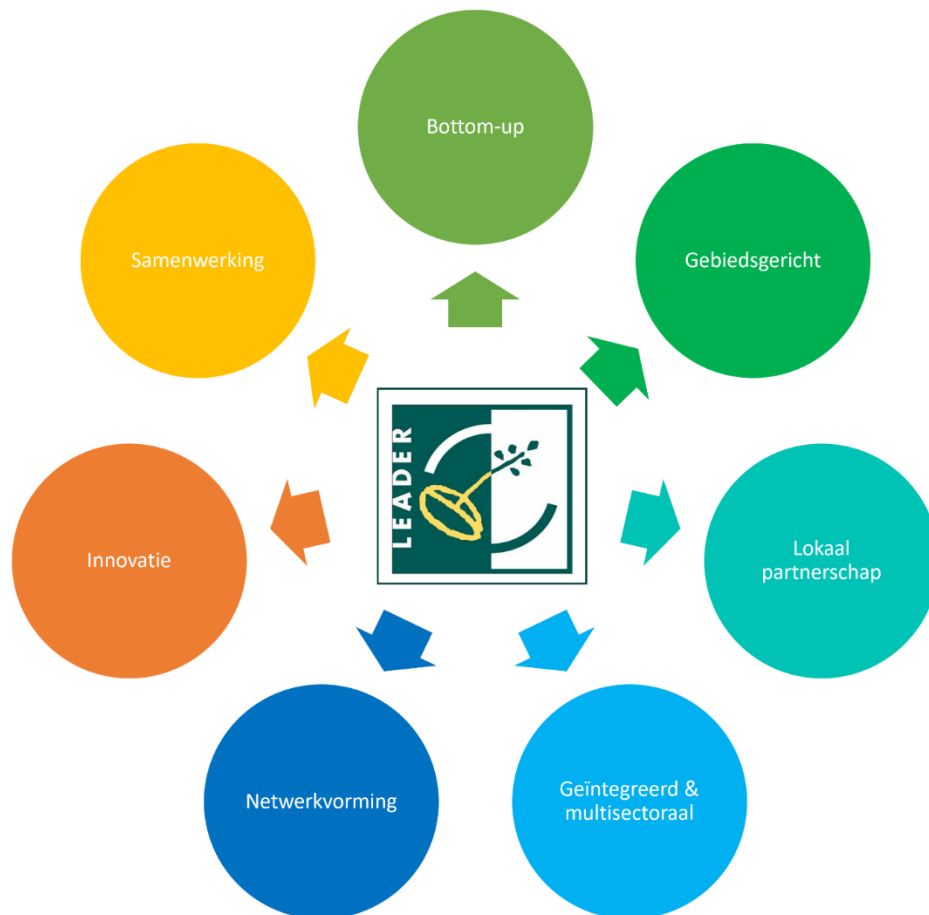 Bottom-up
Gebiedsgericht
Lokaal
partnerschap
Geïntegreerd &
multisectoraal
Netwerkvorming
Innovatie
Samenwerking
LEADER